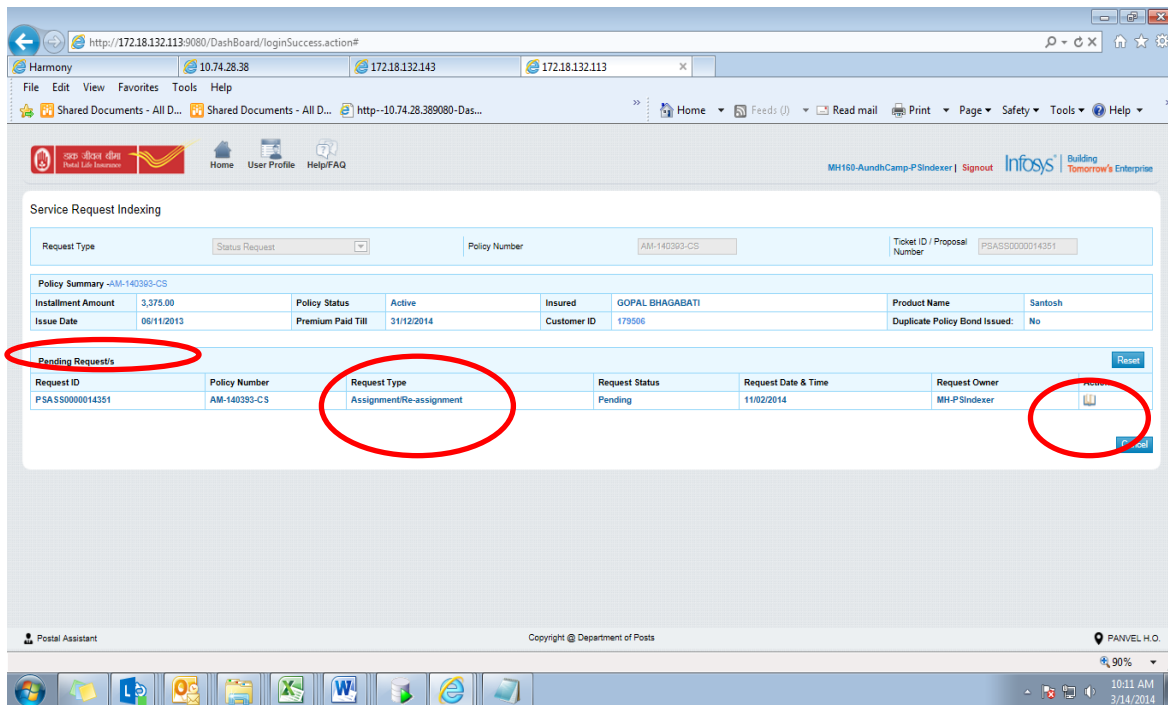 http://172.18.132.113:9080/DashBoard/loginSuccess.action#
Harmony 10.74.28.38 172.18.132.143 172.18.132.113
File Edit View Favorites Tools Help
Shared Documents - All D... Shared Documents - All D... http--10.74.28.389080-Das... Home Feeds (J) Read mail Print Page Safety Tools Help
डाक जीवन बीमा
Postal Life Insurance
Home User Profile Help/FAQ
MH160-AundhCamp-PSIndexer | Signout Infosys | Building Tomorrow's Enterprise
Service Request Indexing
Request Type Status Request Policy Number AM-140393-CS Ticket ID / Proposal Number PSASS0000014351
Policy Summary -AM-140393-CS
Installment Amount 3,375.00 Policy Status Active Insured GOPAL BHAGABATI Product Name Santosh
Issue Date 06/11/2013 Premium Paid Till 31/12/2014 Customer ID 179506 Duplicate Policy Bond Issued: No
Pending Request/s Reset
Request ID Policy Number Request Type Request Status Request Date & Time Request Owner Action
PSASS0000014351 AM-140393-CS Assignment/Re-assignment Pending 11/02/2014 MH-PSIndexer
Cancel
Postal Assistant Copyright @ Department of Posts PANVEL H.O.
90%
10:11 AM
3/14/2014